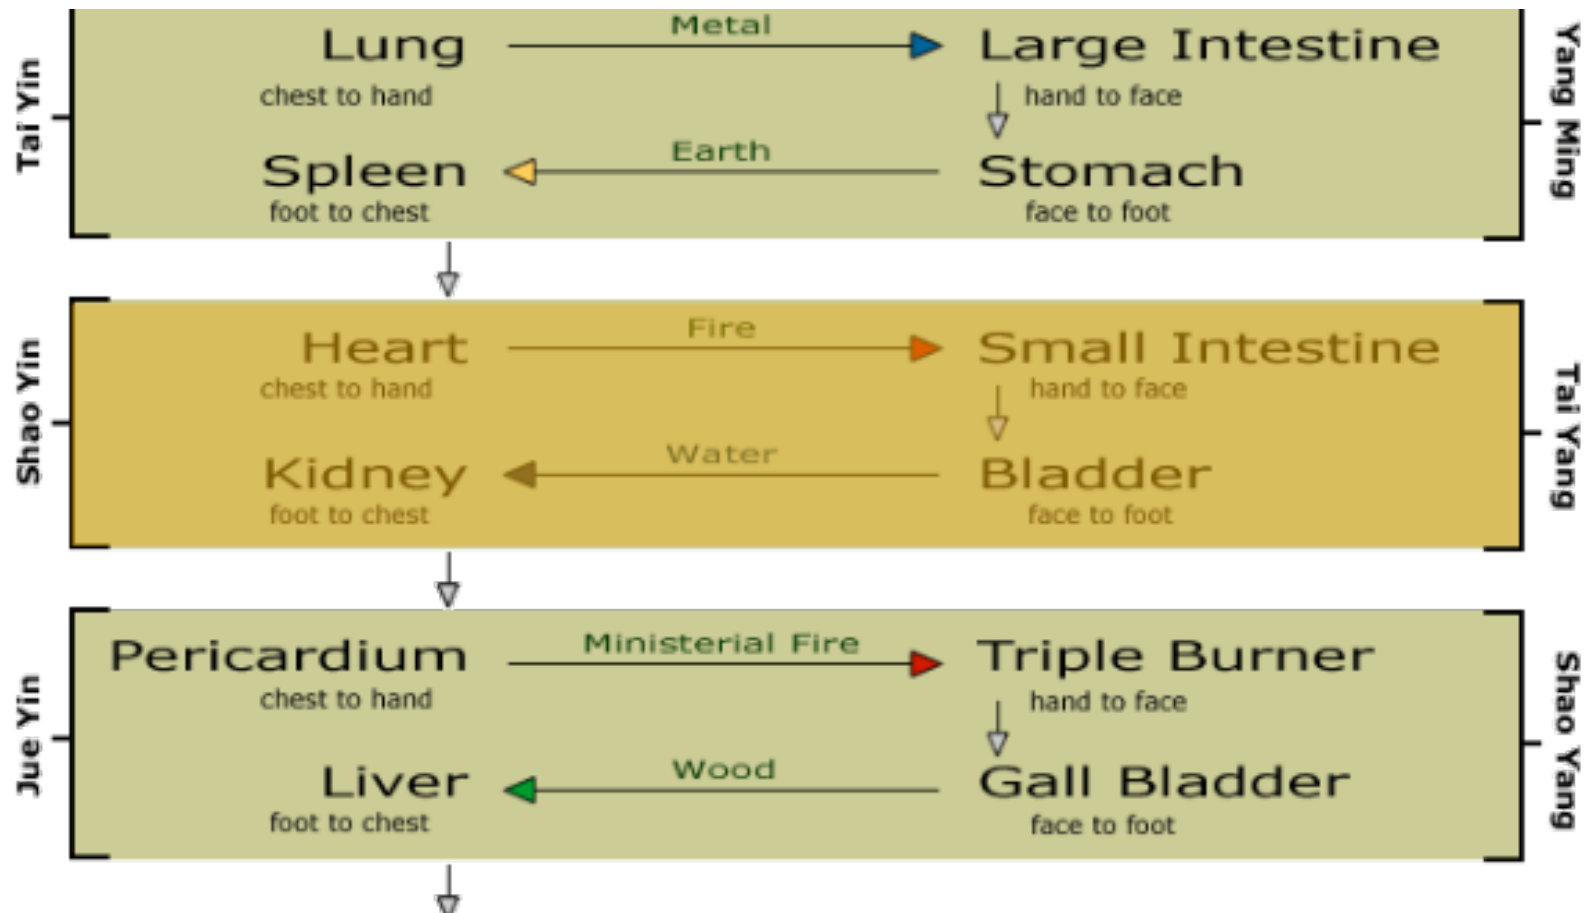 Tai Yin
Lung
Metal
Large Intestine
chest to hand
hand to face
Spleen
Earth
Stomach
foot to chest
face to foot
Yang Ming
Shao Yin
Heart
Fire
Small Intestine
chest to hand
hand to face
Kidney
Water
Bladder
foot to chest
face to foot
Tai Yang
Jue Yin
Pericardium
Ministerial Fire
Triple Burner
chest to hand
hand to face
Liver
Wood
Gall Bladder
foot to chest
face to foot
Shao Yang